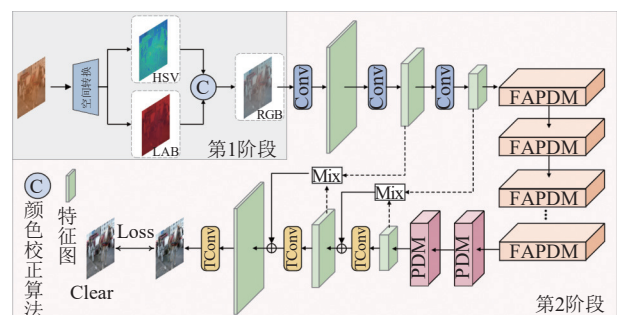 空间转换
HSV
LAB
C
RGB
第1阶段
Conv
Conv
Conv
FAPDM
FAPDM
FAPDM
FAPDM
Mix
Mix
C
颜色校正算法
特征图
Clear
Loss
TConv
TConv
TConv
PDM
PDM
第2阶段